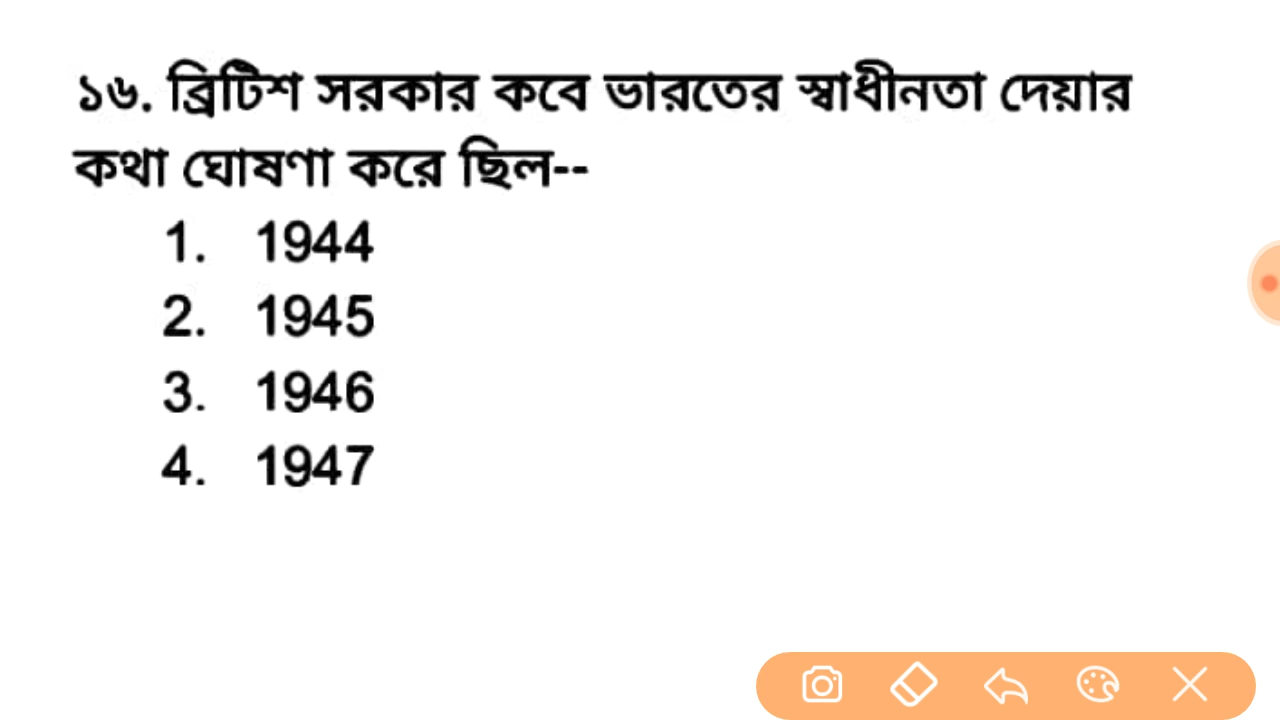 ১৬. ব্রিটিশ সরকার কবে ভারতের স্বাধীনতা দেয়ার
কথা ঘোষণা করে ছিল--
1. 1944
2. 1945
3. 1946
4. 1947